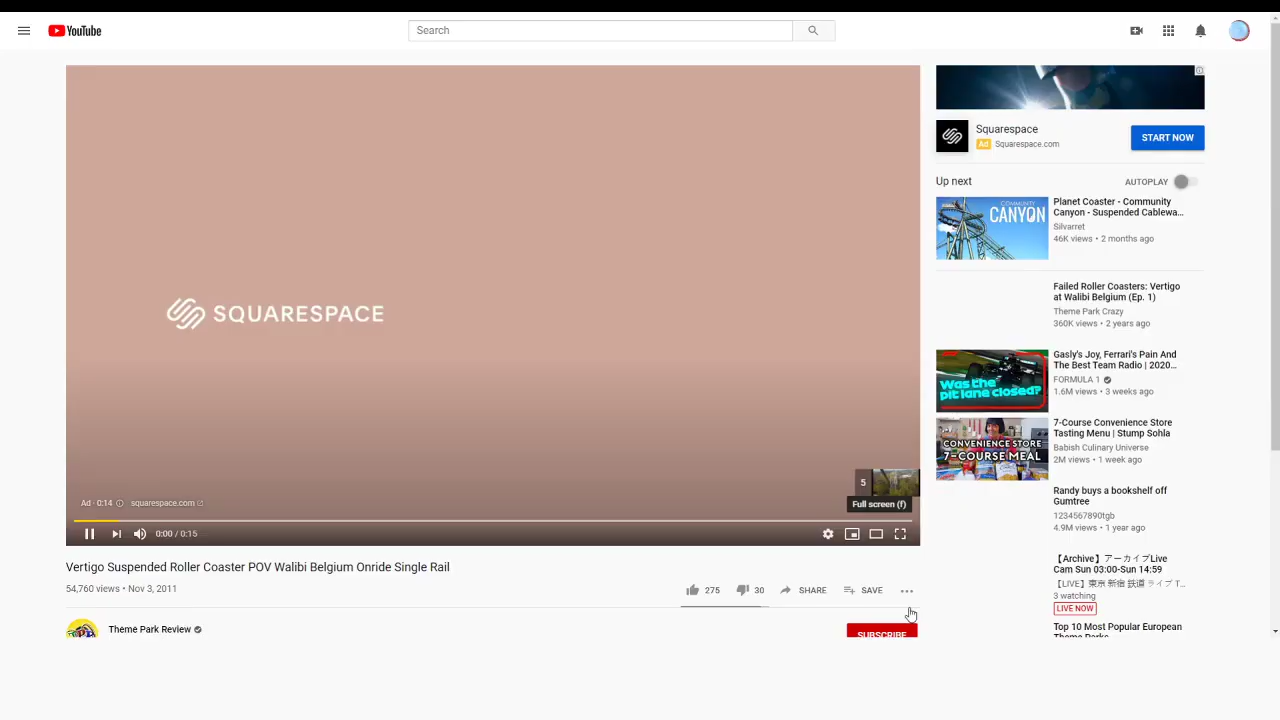 YouTube
Search
SQUARESPACE
5
Full screen (f)
Ad · 0:14
squarespace.com
0:00 / 0:15
Vertigo Suspended Roller Coaster POV Walibi Belgium Onride Single Rail
54,760 views • Nov 3, 2011
275
30
SHARE
SAVE
Theme Park Review
SUBSCRIBE
Squarespace
Ad Squarespace.com
START NOW
Up next
AUTOPLAY
COMMUNITY
CANYON
Planet Coaster - Community
Canyon - Suspended Cablewa...
Silvarret
46K views • 2 months ago
Failed Roller Coasters: Vertigo
at Walibi Belgium (Ep. 1)
Theme Park Crazy
360K views • 2 years ago
Was the
pit lane closed?
Gasly's Joy, Ferrari's Pain And
The Best Team Radio | 2020...
FORMULA 1
1.6M views • 3 weeks ago
CONVENIENCE STORE
7-COURSE MEAL
7-Course Convenience Store
Tasting Menu | Stump Sohla
Babish Culinary Universe
2M views • 1 week ago
Randy buys a bookshelf off
Gumtree
1234567890tgb
4.9M views • 1 year ago
【Archive】アーカイブLive
Cam Sun 03:00-Sun 14:59
【LIVE】東京 新宿 鉄道 ライブ T...
3 watching
LIVE NOW
Top 10 Most Popular European
Theme Parks